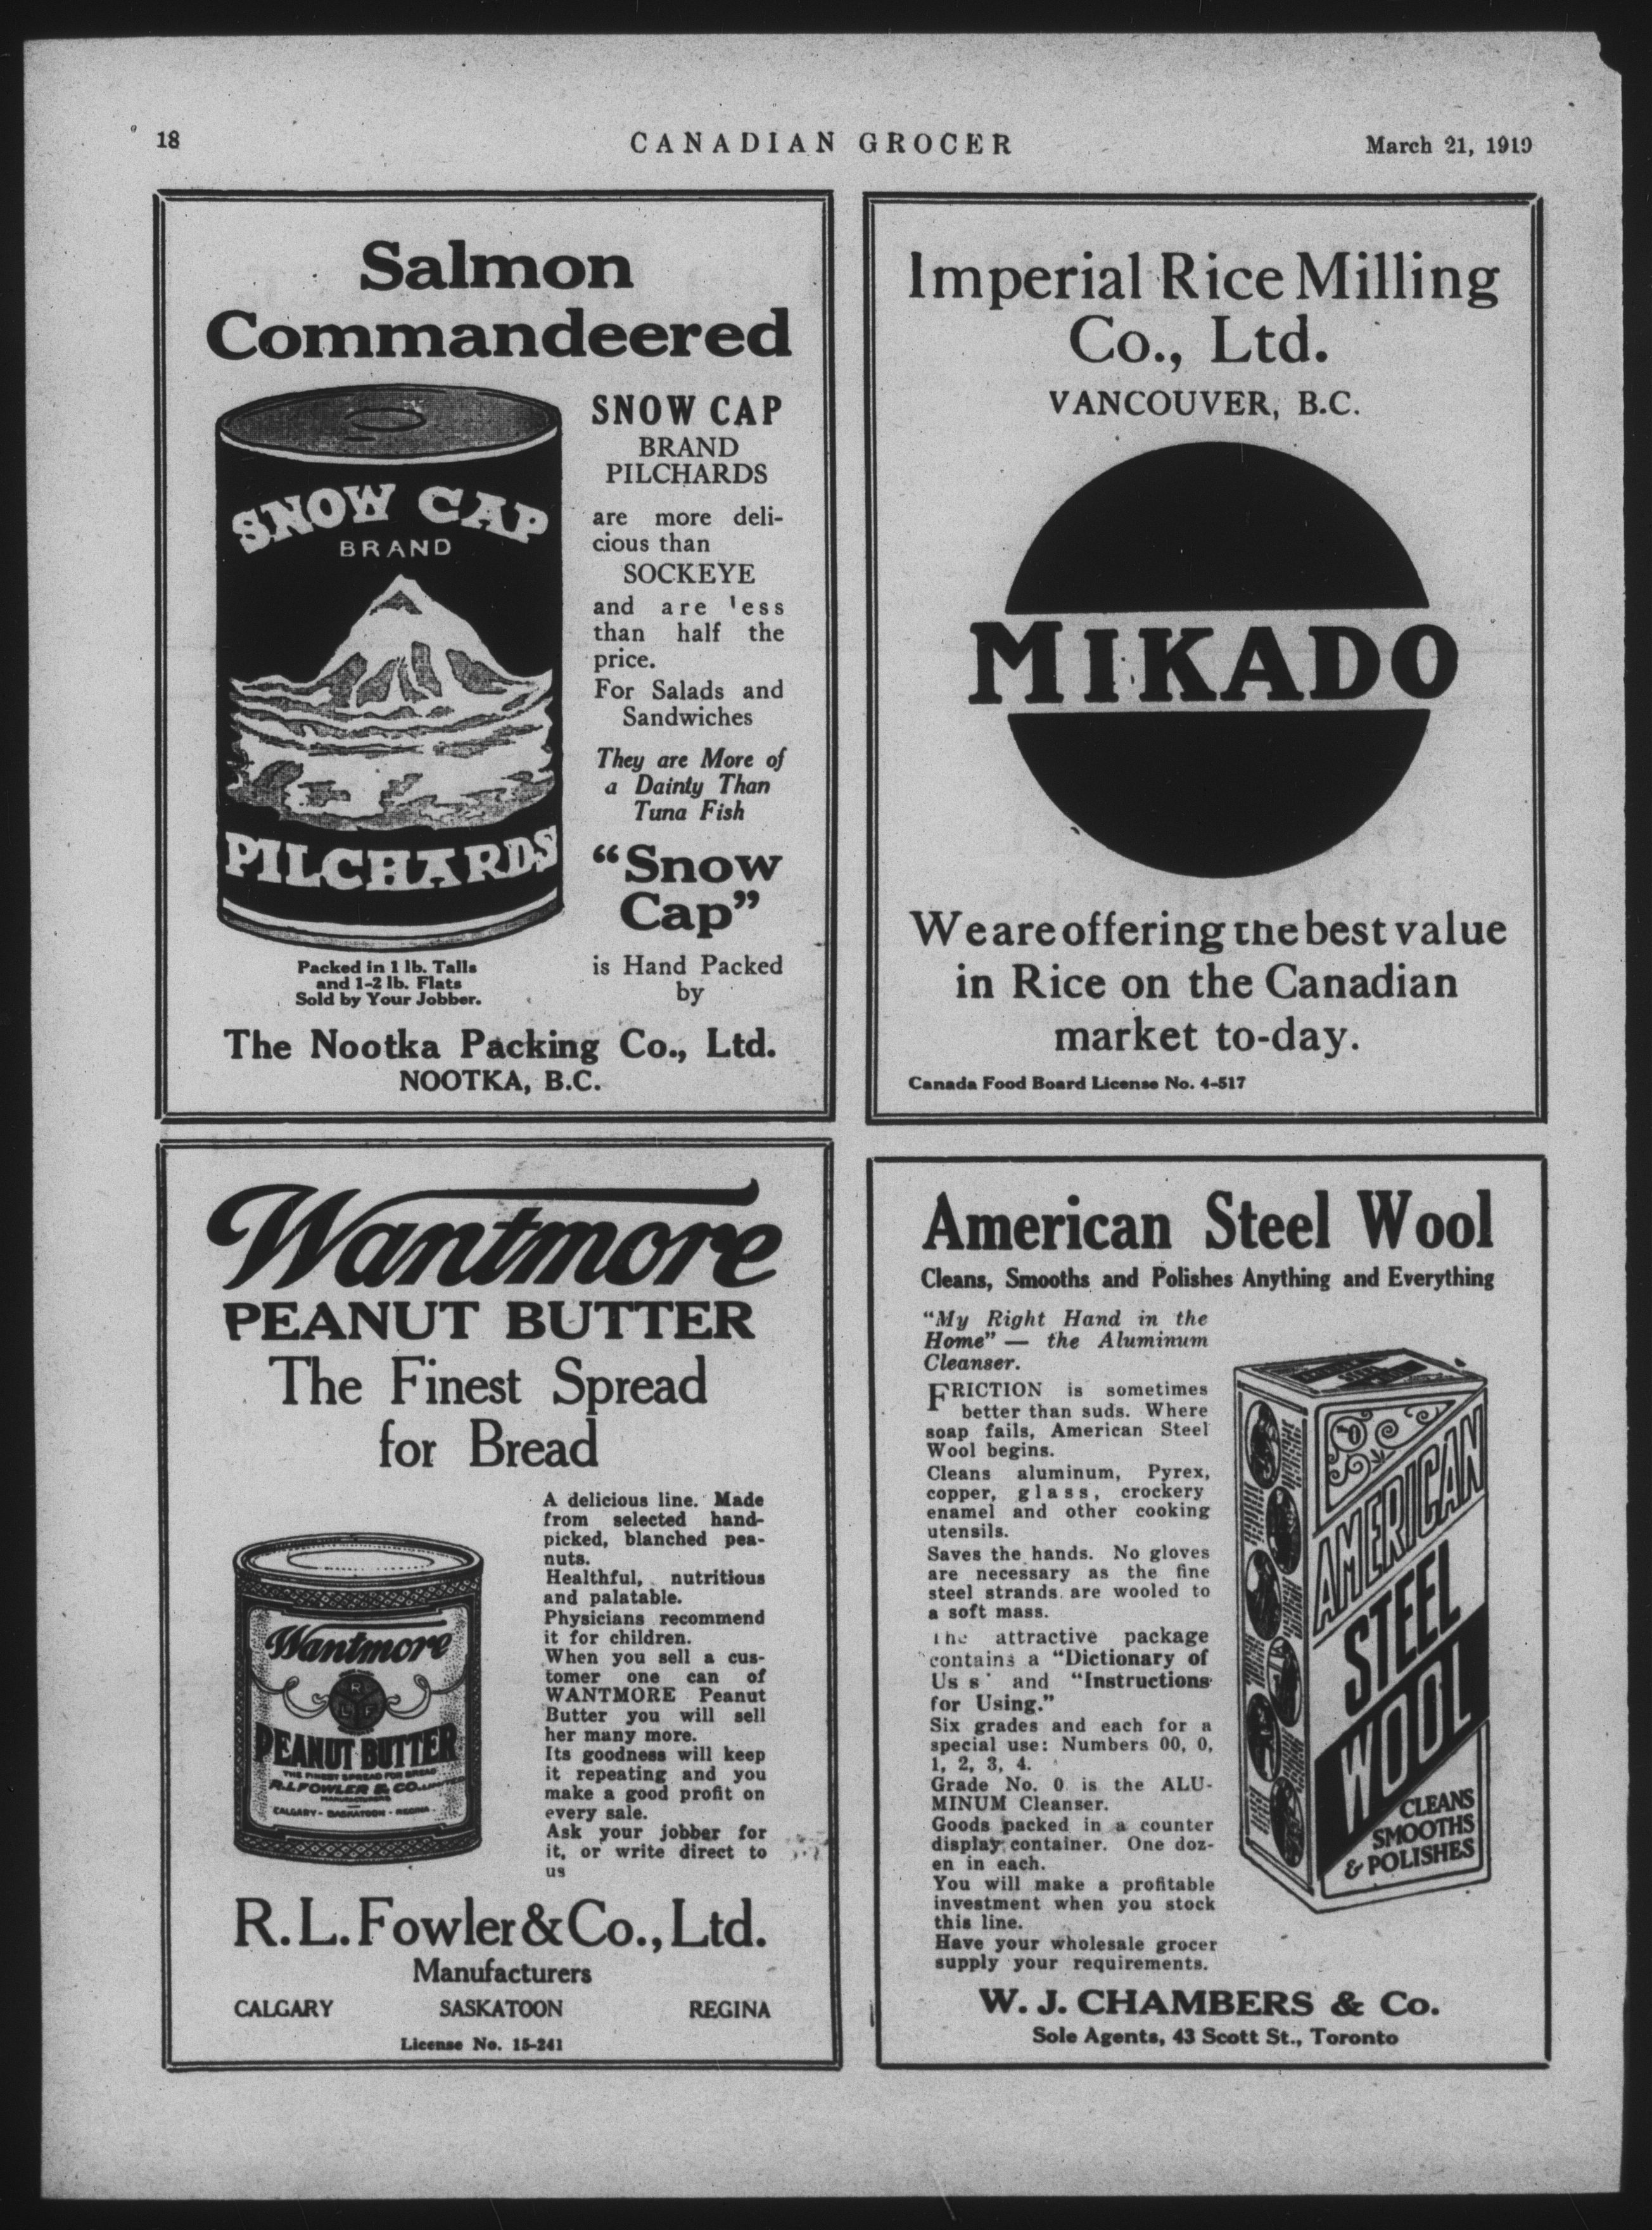 18
CANADIAN GROCER
March 21, 1919
Salmon
Commandeered
SNOW CAP
BRAND
PILCHARDS
SNOW CAP
BRAND
PILCHARDS
are more deli-
cious than
SOCKEYE
and are less
than half the
price.
For Salads and
Sandwiches
They are More of
a Dainty Than
Tuna Fish
"Snow
Cap"
is Hand Packed
by
Packed in 1 lb. Talls
and 1-2 lb. Flats
Sold by Your Jobber.
The Nootka Packing Co., Ltd.
NOOTKA, B.C.
Imperial Rice Milling
Co., Ltd.
VANCOUVER, B.C.
MIKADO
We are offering the best value
in Rice on the Canadian
market to-day.
Canada Food Board License No. 4-517
Wantmore
PEANUT BUTTER
The Finest Spread
for Bread
A delicious line. Made
from selected hand-
picked, blanched pea-
nuts.
Healthful, nutritious
and palatable.
Physicians recommend
it for children.
When you sell a cus-
tomer one can of
WANTMORE Peanut
Butter you will sell
her many more.
Its goodness will keep
it repeating and you
make a good profit on
every sale.
Ask your jobber for
it, or write direct to
us
Wantmore
R
L F
PEANUT BUTTER
THE FINEST SPREAD FOR BREAD
R.L. FOWLER & CO. LIMITED
MANUFACTURERS
CALGARY - SASKATOON - REGINA
R. L. Fowler & Co., Ltd.
Manufacturers
CALGARY SASKATOON REGINA
License No. 15-241
American Steel Wool
Cleans, Smooths and Polishes Anything and Everything
"My Right Hand in the
Home" — the Aluminum
Cleanser.
FRICTION is sometimes
better than suds. Where
soap fails, American Steel
Wool begins.
Cleans aluminum, Pyrex,
copper, glass, crockery
enamel and other cooking
utensils.
Saves the hands. No gloves
are necessary as the fine
steel strands are wooled to
a soft mass.
The attractive package
contains a "Dictionary of
Us s" and "Instructions
for Using."
Six grades and each for a
special use: Numbers 00, 0,
1, 2, 3, 4.
Grade No. 0 is the ALU-
MINUM Cleanser.
Goods packed in a counter
display container. One doz-
en in each.
You will make a profitable
investment when you stock
this line.
Have your wholesale grocer
supply your requirements.
AMERICAN
STEEL
WOOL
CLEANS
SMOOTHS
& POLISHES
W. J. CHAMBERS & Co.
Sole Agents, 43 Scott St., Toronto